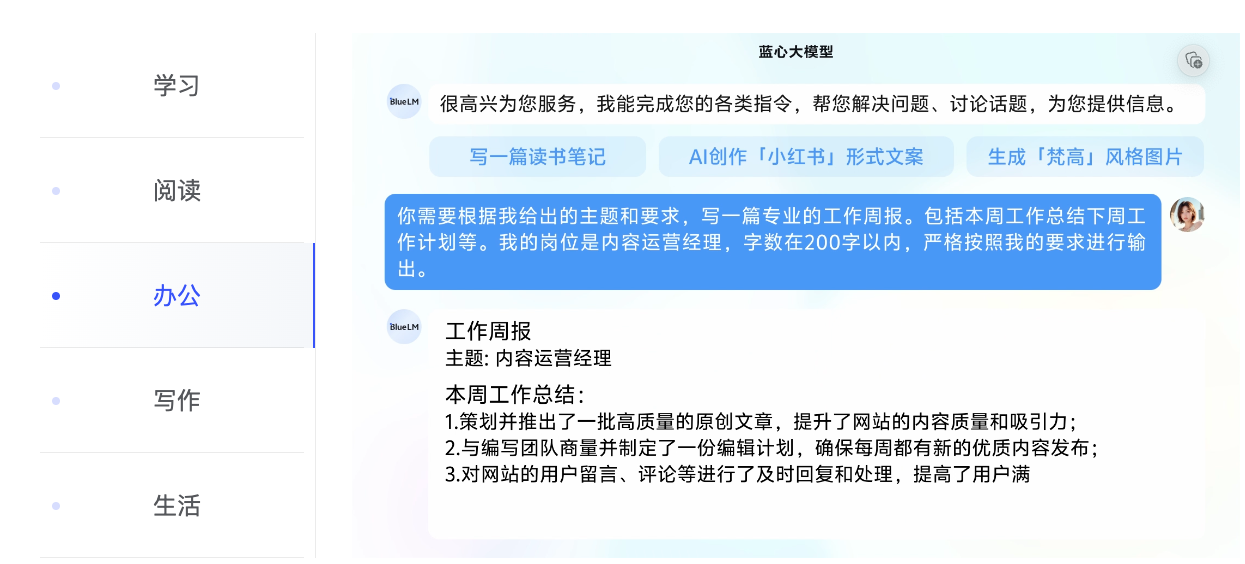 学习
阅读
办公
写作
生活
蓝心大模型
BlueLM
很高兴为您服务，我能完成您的各类指令，帮您解决问题、讨论话题，为您提供信息。
写一篇读书笔记
AI创作「小红书」形式文案
生成「梵高」风格图片
你需要根据我给出的主题和要求，写一篇专业的工作周报。包括本周工作总结下周工
作计划等。我的岗位是内容运营经理，字数在200字以内，严格按照我的要求进行输
出。
BlueLM
工作周报
主题: 内容运营经理
本周工作总结：
1.策划并推出了一批高质量的原创文章，提升了网站的内容质量和吸引力；
2.与编写团队商量并制定了一份编辑计划，确保每周都有新的优质内容发布；
3.对网站的用户留言、评论等进行了及时回复和处理，提高了用户满